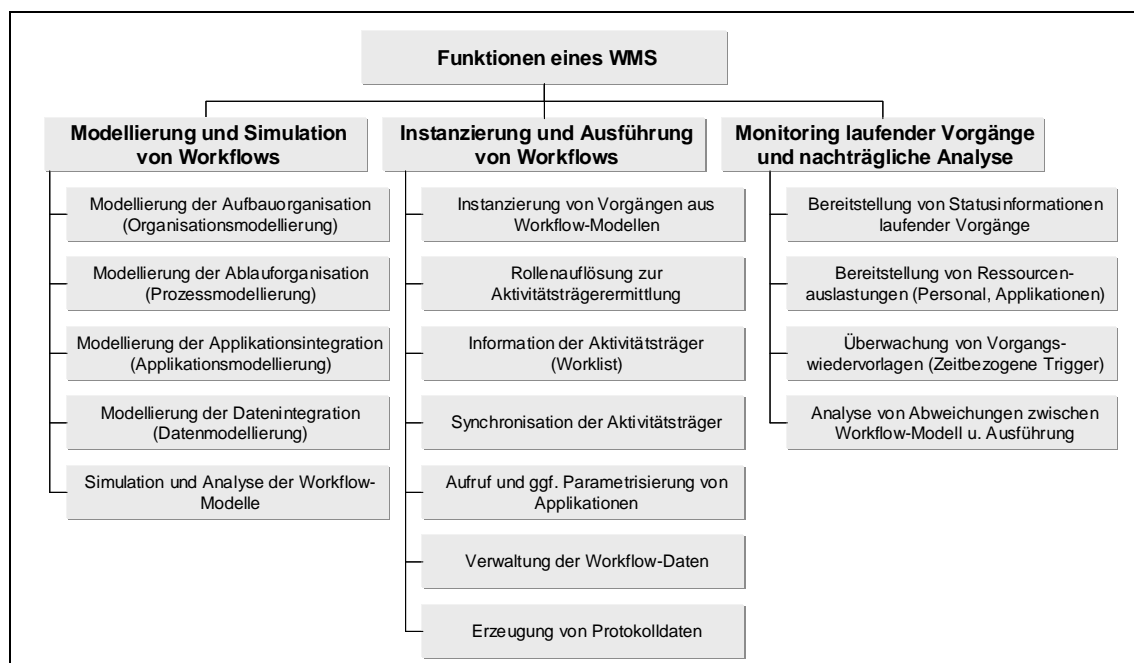 Funktionen eines WMS
Modellierung und Simulation
von Workflows
Modellierung der Aufbauorganisation
(Organisationsmodellierung)
Modellierung der Ablauforganisation
(Prozessmodellierung)
Modellierung der Applikationsintegration
(Applikationsmodellierung)
Modellierung der Datenintegration
(Datenmodellierung)
Simulation und Analyse der Workflow-
Modelle
Instanzierung und Ausführung
von Workflows
Instanzierung von Vorgängen aus
Workflow-Modellen
Rollenauflösung zur
Aktivitätsträgerermittlung
Information der Aktivitätsträger
(Worklist)
Synchronisation der Aktivitätsträger
Aufruf und ggf. Parametrisierung von
Applikationen
Verwaltung der Workflow-Daten
Erzeugung von Protokolldaten
Monitoring laufender Vorgänge
und nachträgliche Analyse
Bereitstellung von Statusinformationen
laufender Vorgänge
Bereitstellung von Ressourcen-
auslastungen (Personal, Applikationen)
Überwachung von Vorgangs-
wiedervorlagen (Zeitbezogene Trigger)
Analyse von Abweichungen zwischen
Workflow-Modell u. Ausführung